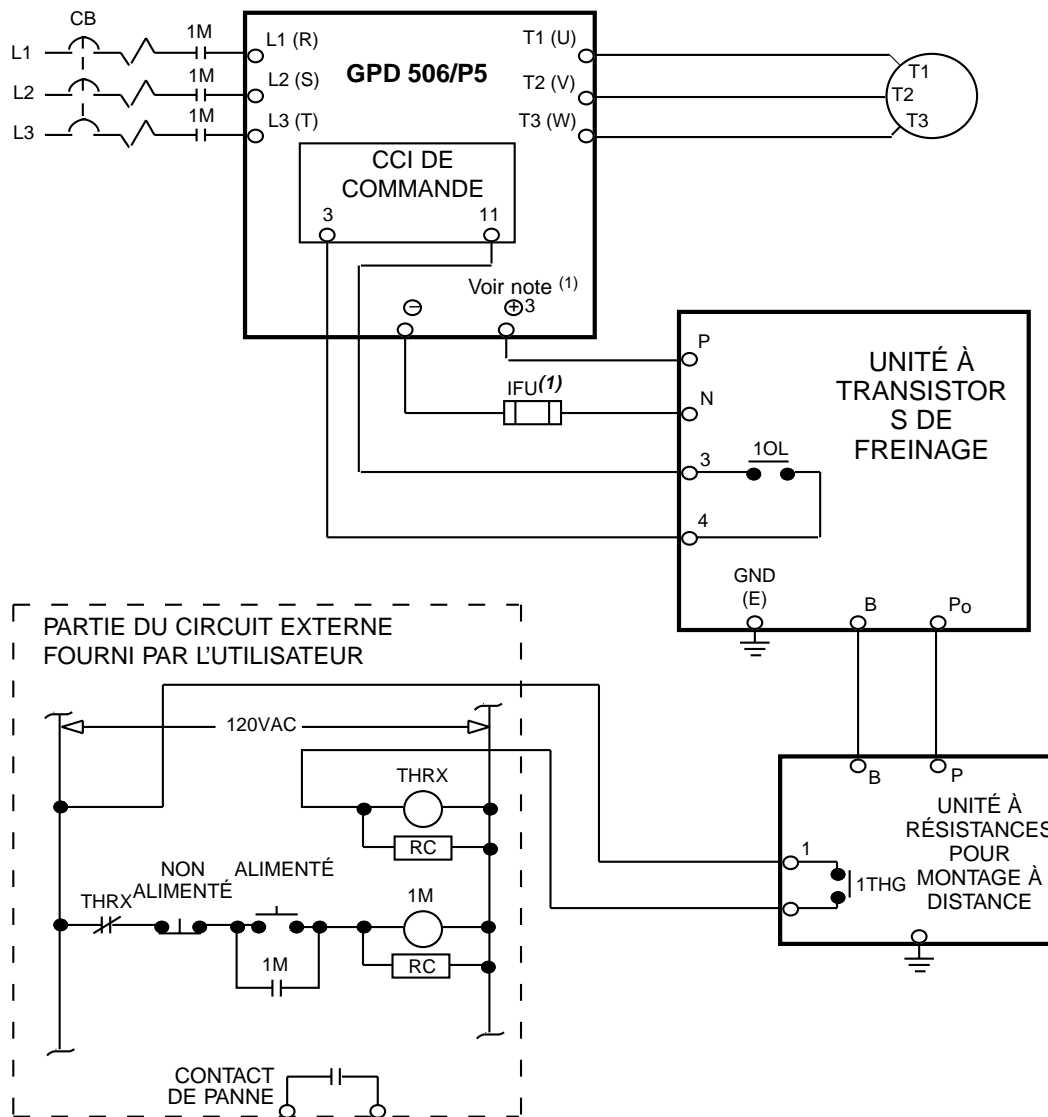 CB
L1
1M
L1 (R)
T1 (U)
T1
L2
1M
L2 (S)
GPD 506/P5
T2 (V)
T2
L3
1M
L3 (T)
T3 (W)
T3
CCI DE
COMMANDE
3
11
Voir note (1)
−
+3
IFU(1)
P
N
3
4
1OL
UNITÉ À
TRANSISTOR
S DE
FREINAGE
GND
(E)
B
Po
PARTIE DU CIRCUIT EXTERNE
FOURNI PAR L'UTILISATEUR
120VAC
THRX
RC
THRX
NON
ALIMENTÉ
ALIMENTÉ
1M
1M
RC
CONTACT
DE PANNE
B
P
1
1THG
UNITÉ À
RÉSISTANCES
POUR
MONTAGE À
DISTANCE